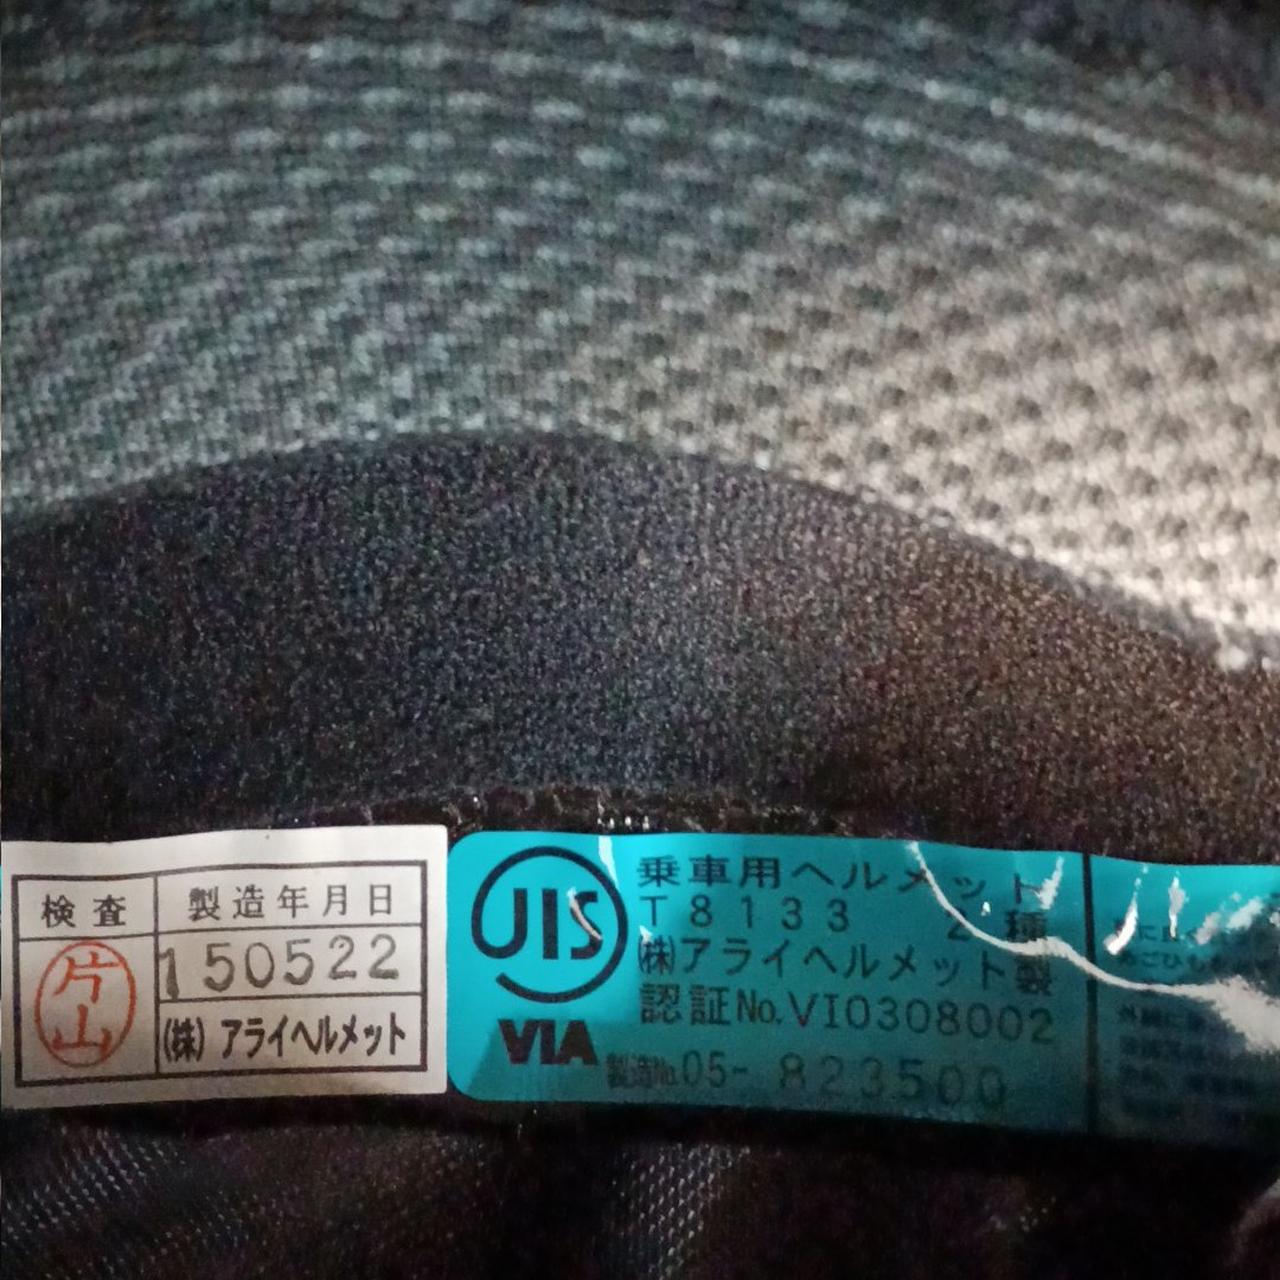 検査
製造年月日
片山
150522
(株)アライヘルメット
JIS
VIA
乗車用ヘルメット
T8133 2種
(株)アライヘルメット製
認証No.VI0308002
製造No.05-823500